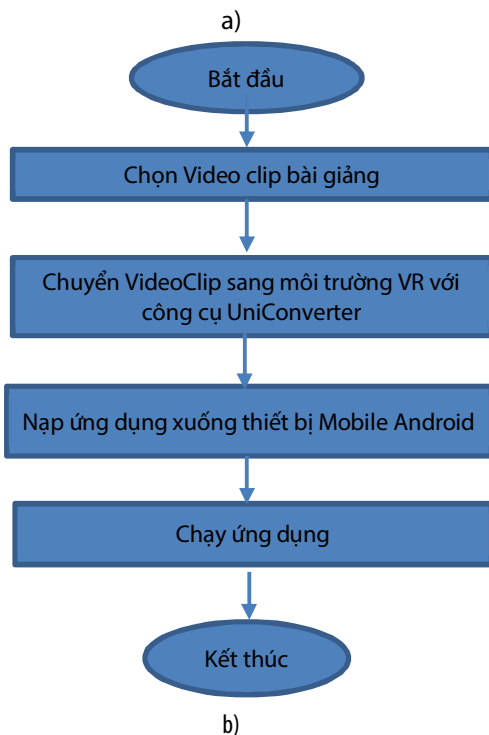 a)
Bắt đầu
Chọn Video clip bài giảng
Chuyển VideoClip sang môi trường VR với
công cụ UniConverter
Nạp ứng dụng xuống thiết bị Mobile Android
Chạy ứng dụng
Kết thúc
b)